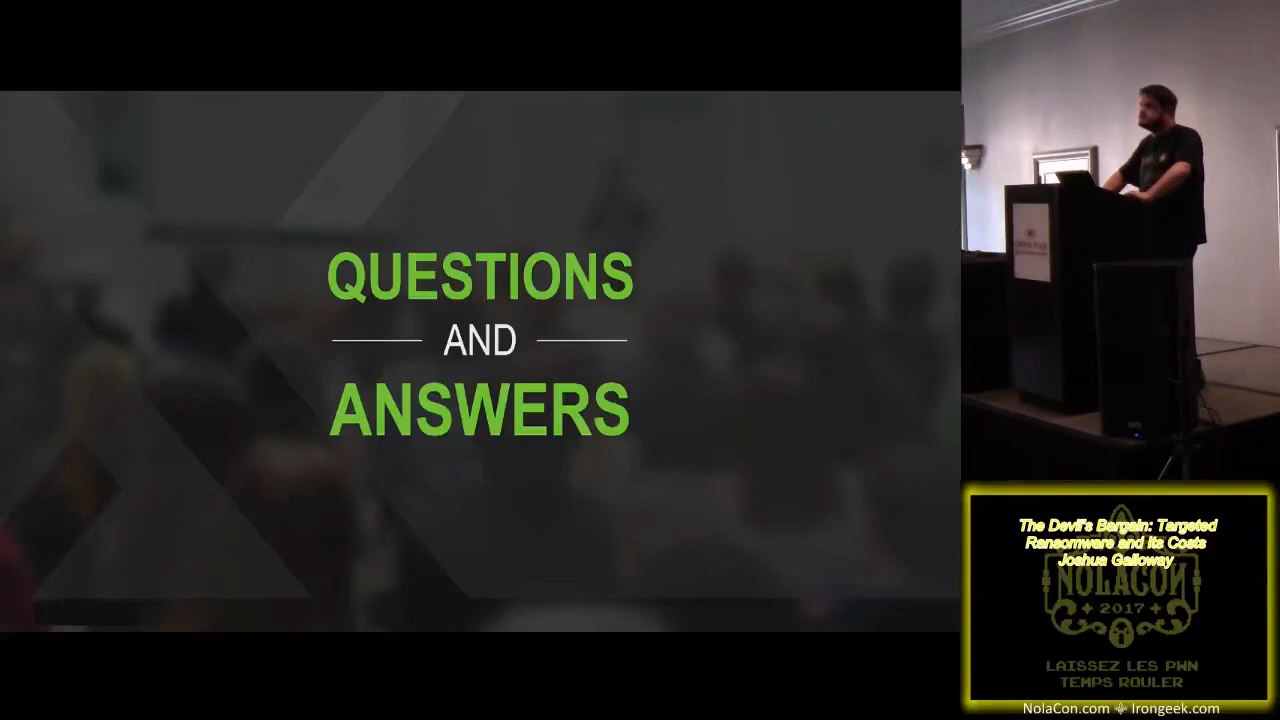 QUESTIONS
AND
ANSWERS
The Devil's Bargain: Targeted
Ransomware and its Costs
Joshua Galloway
NOLACON
2017
LAISSEZ LES PWN
TEMPS ROULER
NolaCon.com Irongeek.com